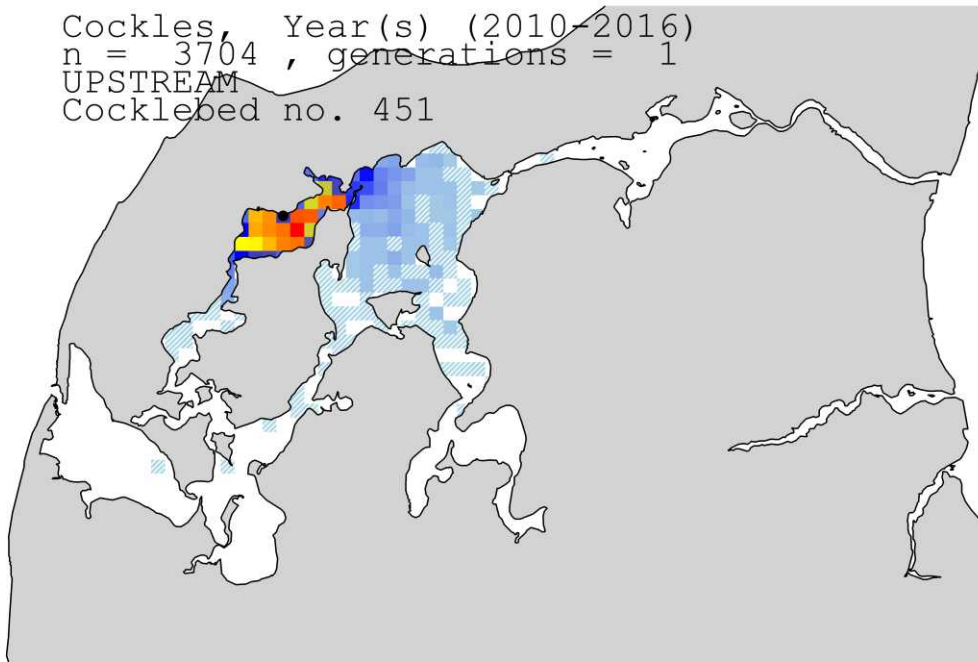 Cockles, Year(s) (2010-2016)
n = 3704 , generations = 1
UPSTREAM
Cocklebed no. 451